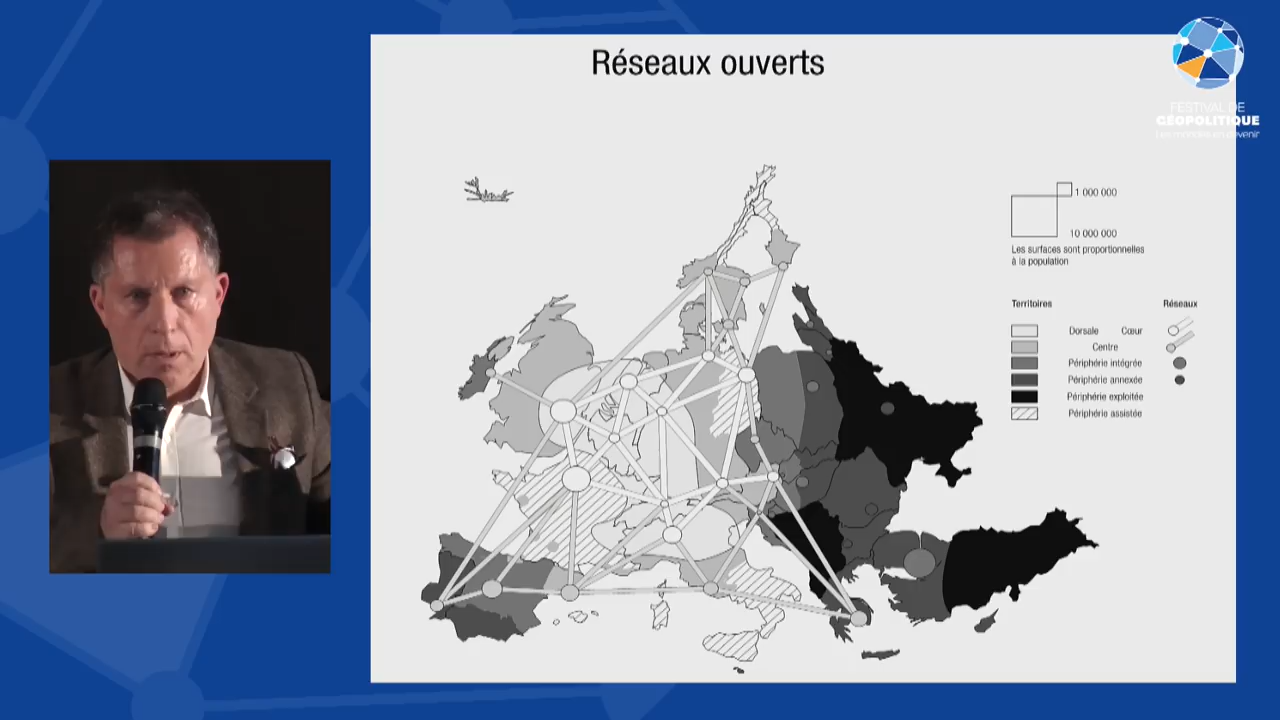 Réseaux ouverts
FESTIVAL DE
GÉOPOLITIQUE
1 000 000
10 000 000
Les surfaces sont proportionnelles
à la population
Territoires
Réseaux
Dorsale Cœur
Centre
Périphérie intégrée
Périphérie annexée
Périphérie exploitée
Périphérie assistée